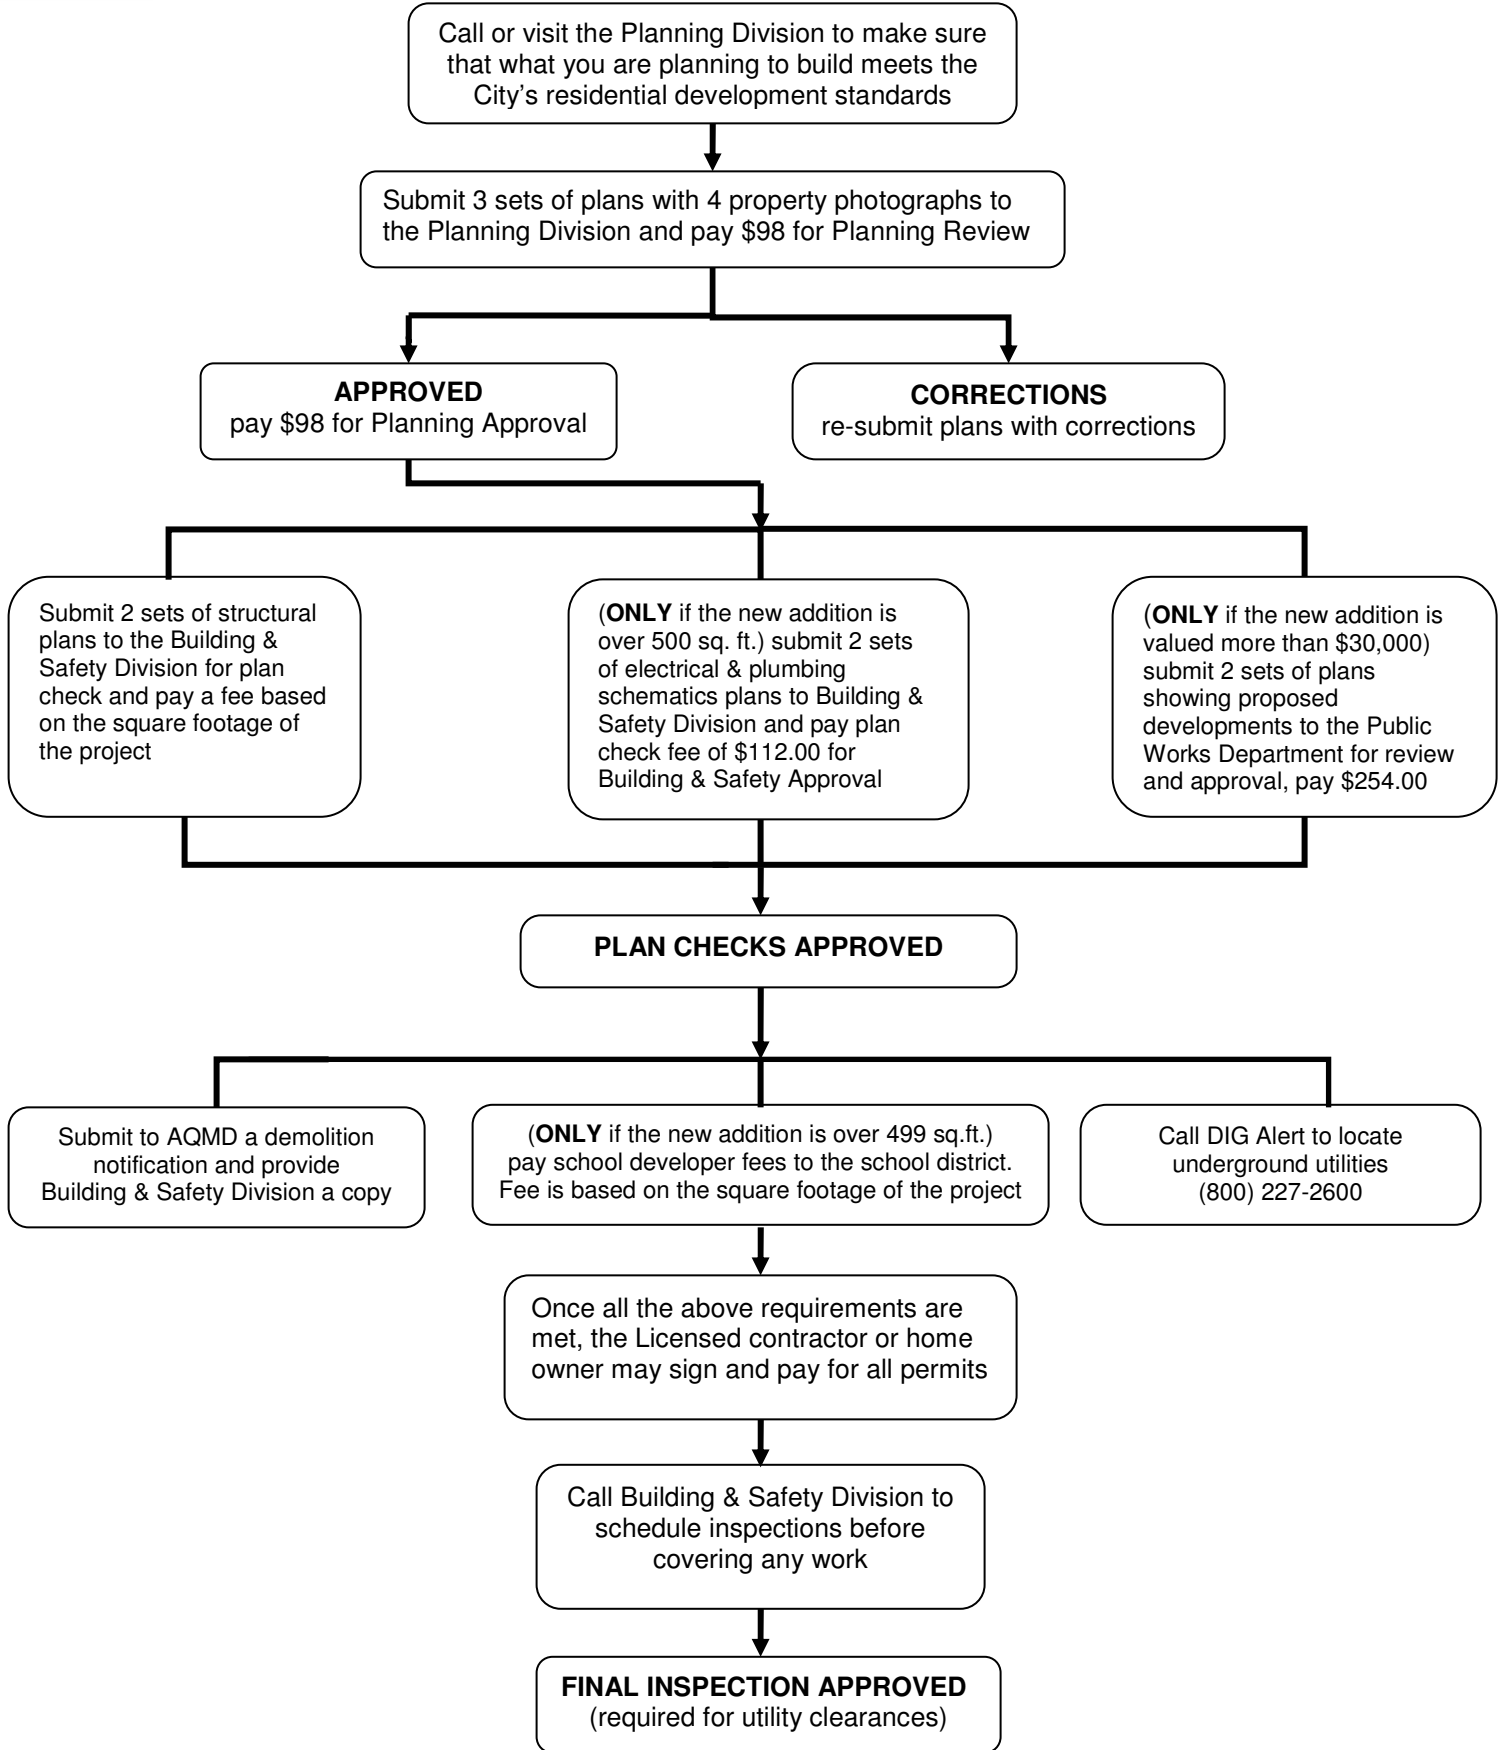 Call or visit the Planning Division to make sure
that what you are planning to build meets the
City’s residential development standards
Submit 3 sets of plans with 4 property photographs to
the Planning Division and pay $98 for Planning Review
APPROVED
pay $98 for Planning Approval
CORRECTIONS
re-submit plans with corrections
Submit 2 sets of structural
plans to the Building &
Safety Division for plan
check and pay a fee based
on the square footage of
the project
(ONLY if the new addition is
over 500 sq. ft.) submit 2 sets
of electrical & plumbing
schematics plans to Building &
Safety Division and pay plan
check fee of $112.00 for
Building & Safety Approval
(ONLY if the new addition is
valued more than $30,000)
submit 2 sets of plans
showing proposed
developments to the Public
Works Department for review
and approval, pay $254.00
PLAN CHECKS APPROVED
Submit to AQMD a demolition
notification and provide
Building & Safety Division a copy
(ONLY if the new addition is over 499 sq.ft.)
pay school developer fees to the school district.
Fee is based on the square footage of the project
Call DIG Alert to locate
underground utilities
(800) 227-2600
Once all the above requirements are
met, the Licensed contractor or home
owner may sign and pay for all permits
Call Building & Safety Division to
schedule inspections before
covering any work
FINAL INSPECTION APPROVED
(required for utility clearances)